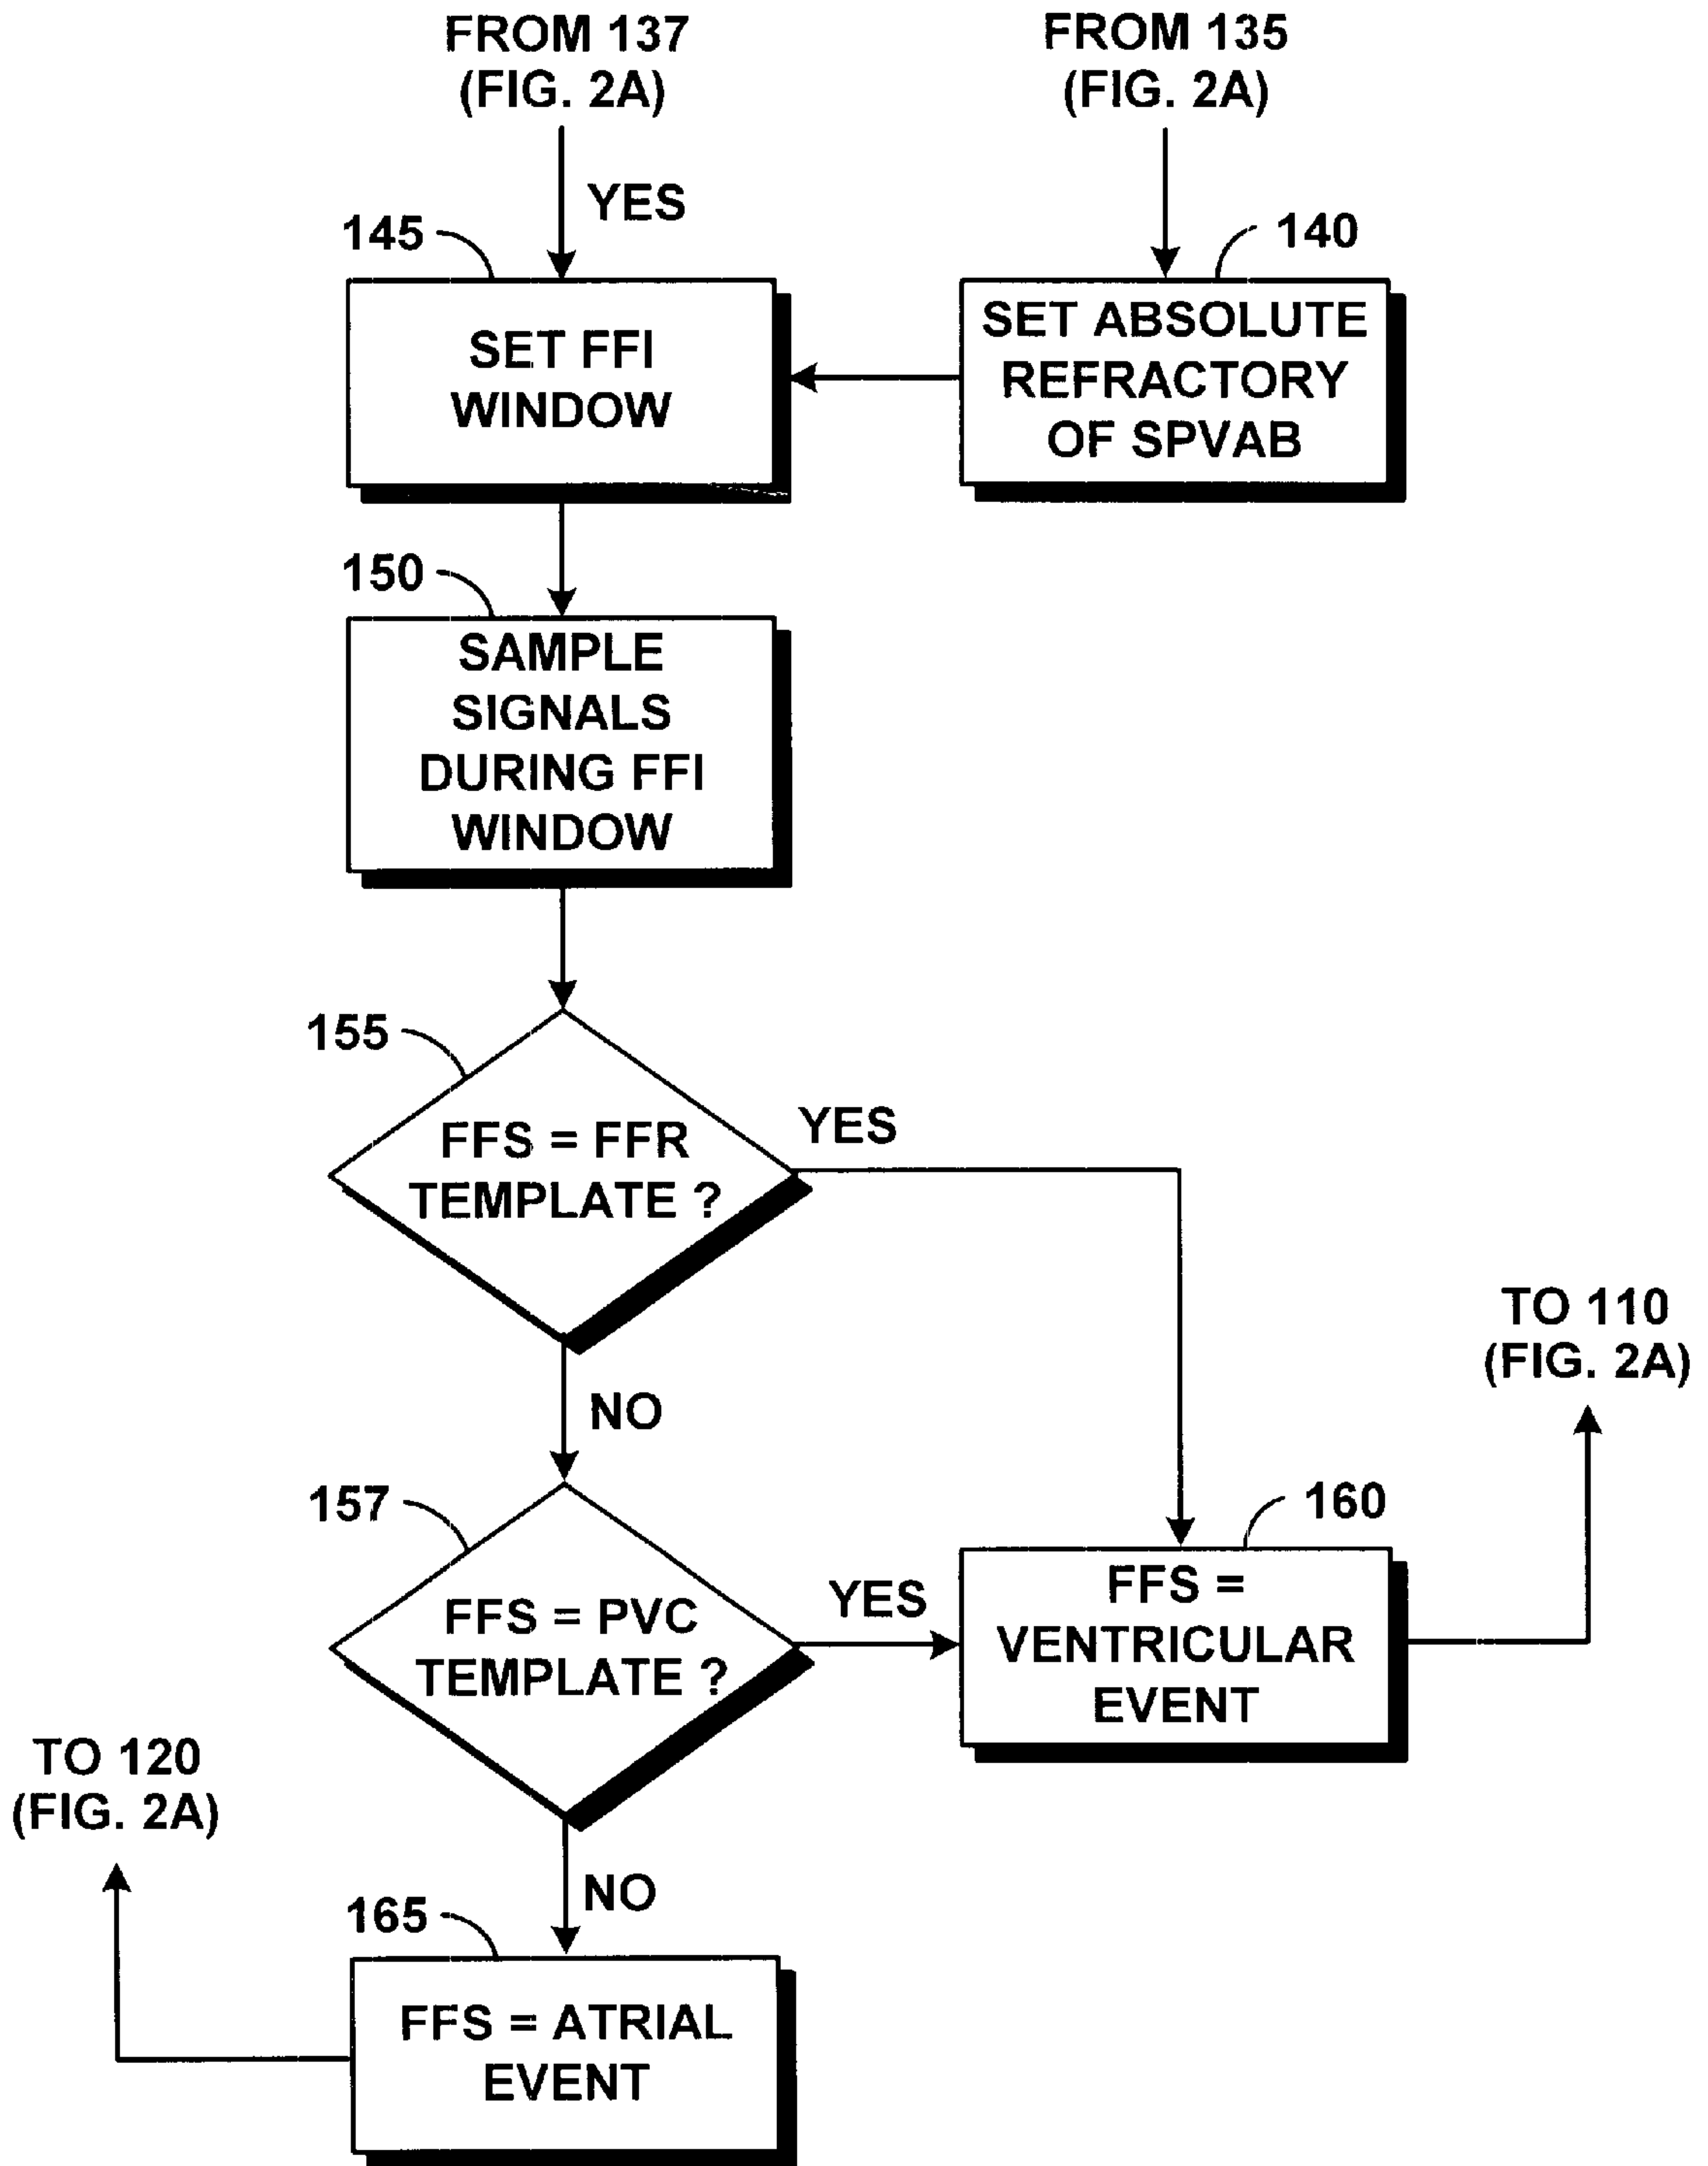 FROM 137
(FIG. 2A)
FROM 135
(FIG. 2A)
YES
145
140
SET FFI
WINDOW
SET ABSOLUTE
REFRACTORY
OF SPVAB
150
SAMPLE
SIGNALS
DURING FFI
WINDOW
155
FFS = FFR
TEMPLATE ?
YES
NO
TO 110
(FIG. 2A)
157
FFS = PVC
TEMPLATE ?
YES
160
FFS =
VENTRICULAR
EVENT
TO 120
(FIG. 2A)
NO
165
FFS = ATRIAL
EVENT